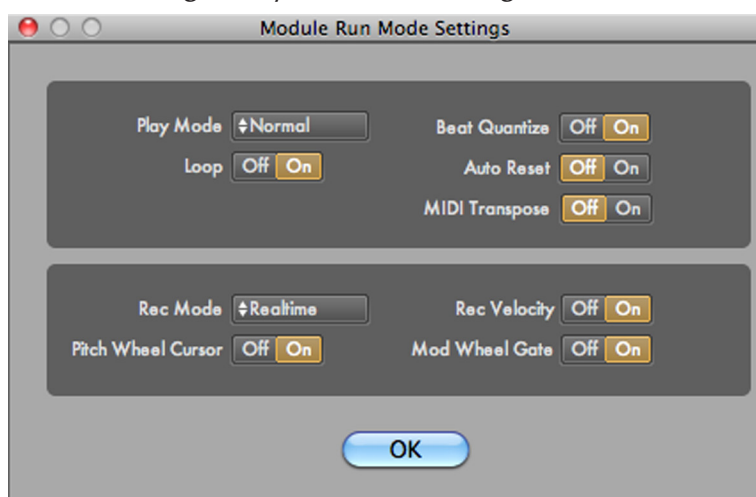 Module Run Mode Settings
Play Mode Normal Beat Quantize Off On
Loop Off On Auto Reset Off On
MIDI Transpose Off On
Rec Mode Realtime Rec Velocity Off On
Pitch Wheel Cursor Off On Mod Wheel Gate Off On
OK